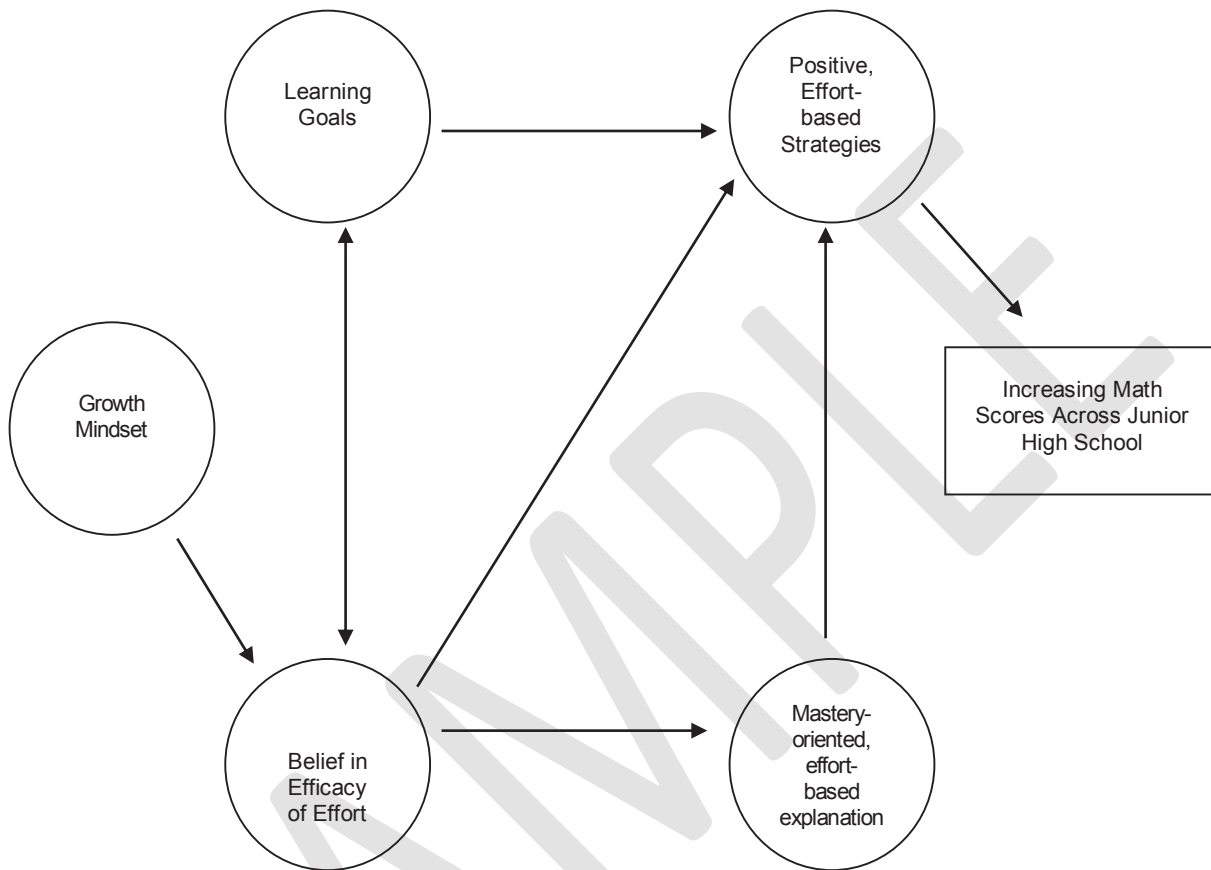 Learning
Goals
Positive,
Effort-
based
Strategies
Growth
Mindset
Increasing Math
Scores Across Junior
High School
Belief in
Efficacy
of Effort
Mastery-
oriented,
effort-
based
explanation
AMPLE